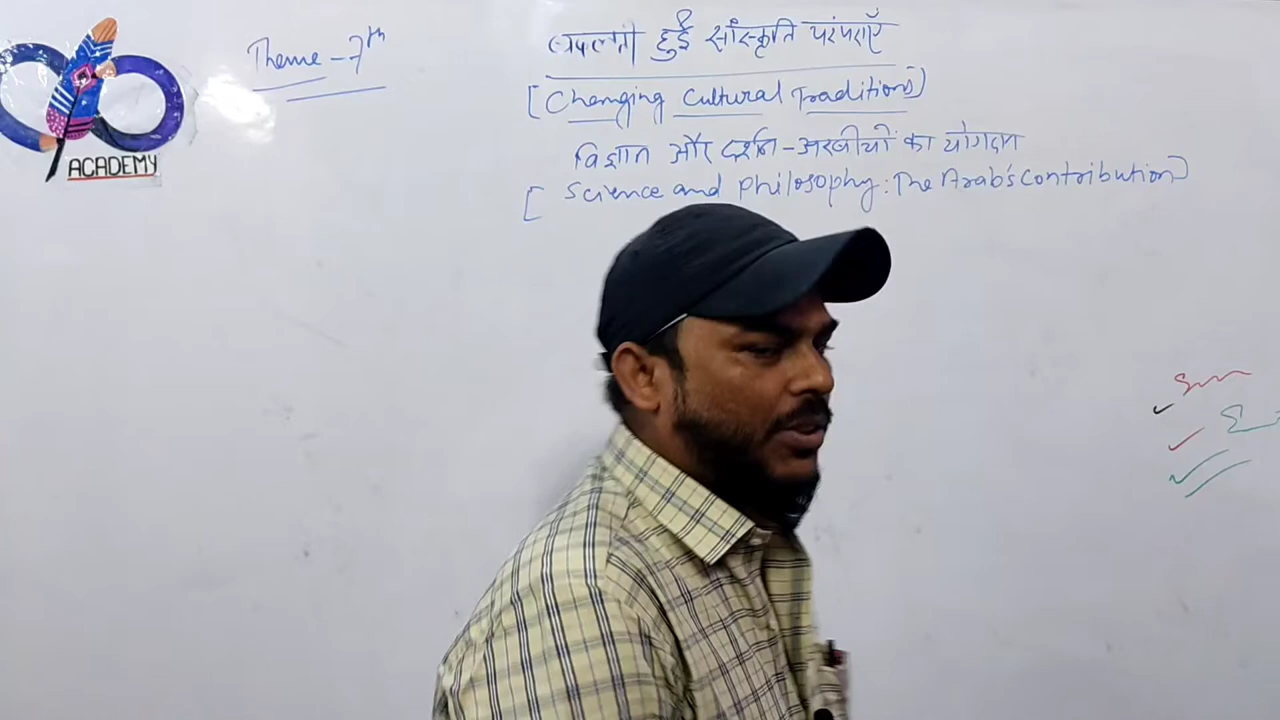 Theme - 7th
बदलती हुई सांस्कृति परंपराएँ
[Changing Cultural Traditions]
विज्ञान और दर्शन - अरबीयों का योगदान
[Science and Philosophy: The Arab's Contribution]
ACADEMY